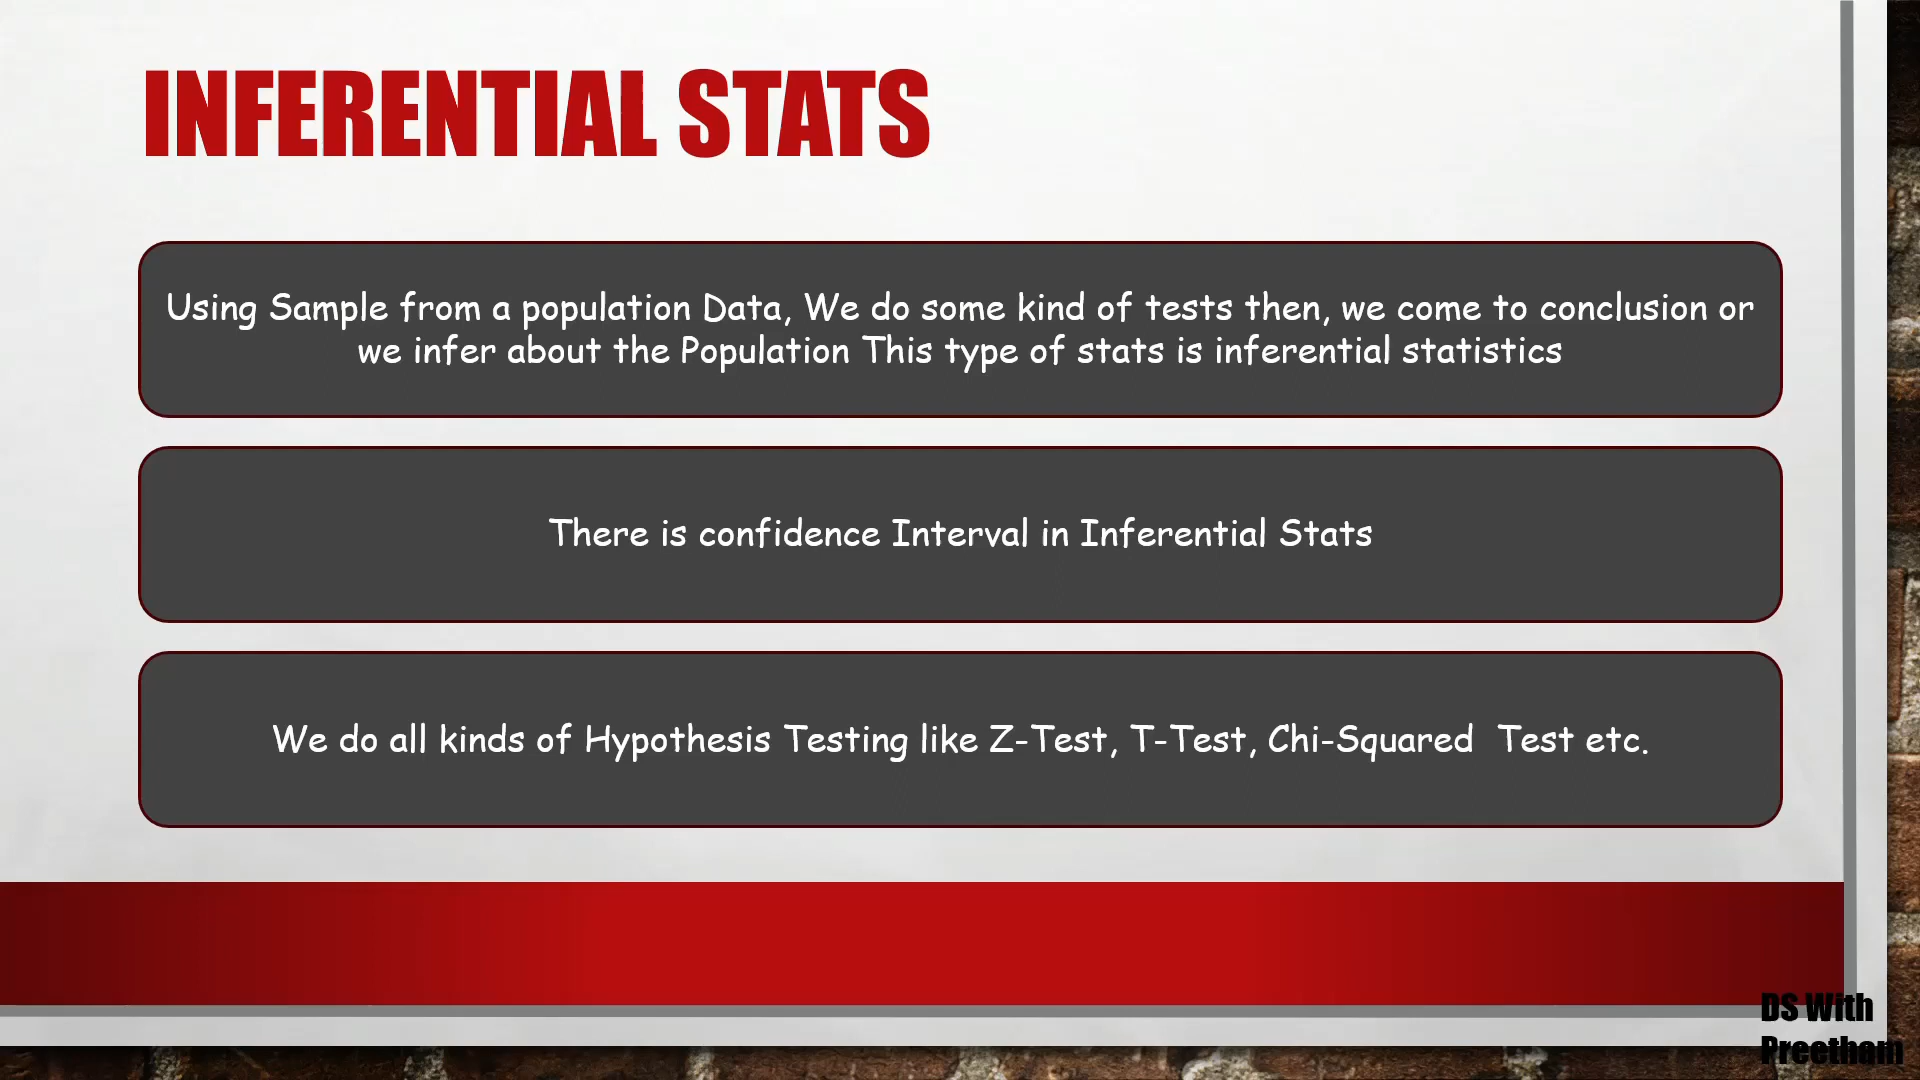 INFERENTIAL STATS
Using Sample from a population Data, We do some kind of tests then, we come to conclusion or
we infer about the Population This type of stats is inferential statistics
There is confidence Interval in Inferential Stats
We do all kinds of Hypothesis Testing like Z-Test, T-Test, Chi-Squared  Test etc.
DS With
Preetham